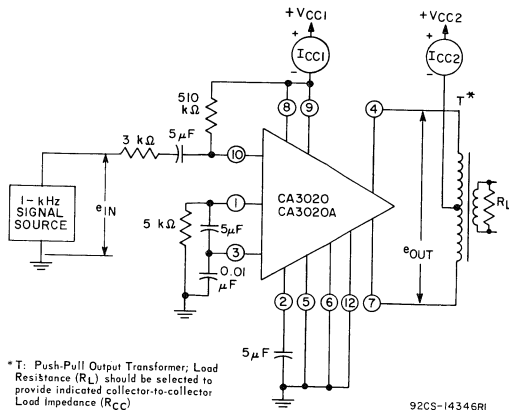 +VCC1
+
ICC1
-
+VCC2
+
ICC2
-
510
kΩ
8
9
4
T*
3 kΩ
5μF
10
1-kHz
SIGNAL
SOURCE
eIN
CA3020
CA3020A
RL
5 kΩ
1
5μF
3
0.01
μF
eOUT
2
5
6
12
7
5μF
* T: Push-Pull Output Transformer; Load
Resistance (RL) should be selected to
provide indicated collector-to-collector
Load Impedance (RCC)
92CS-14346RI